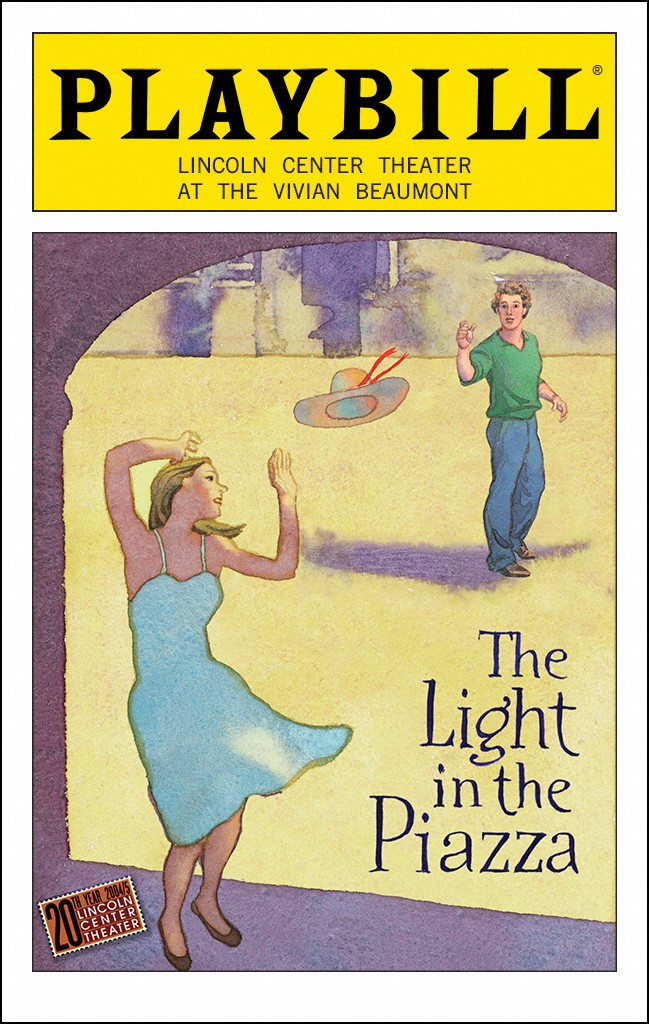 PLAYBILL®
LINCOLN CENTER THEATER
AT THE VIVIAN BEAUMONT
The
Light
in the
Piazza
20TH YEAR 2004/5
LINCOLN
CENTER
THEATER